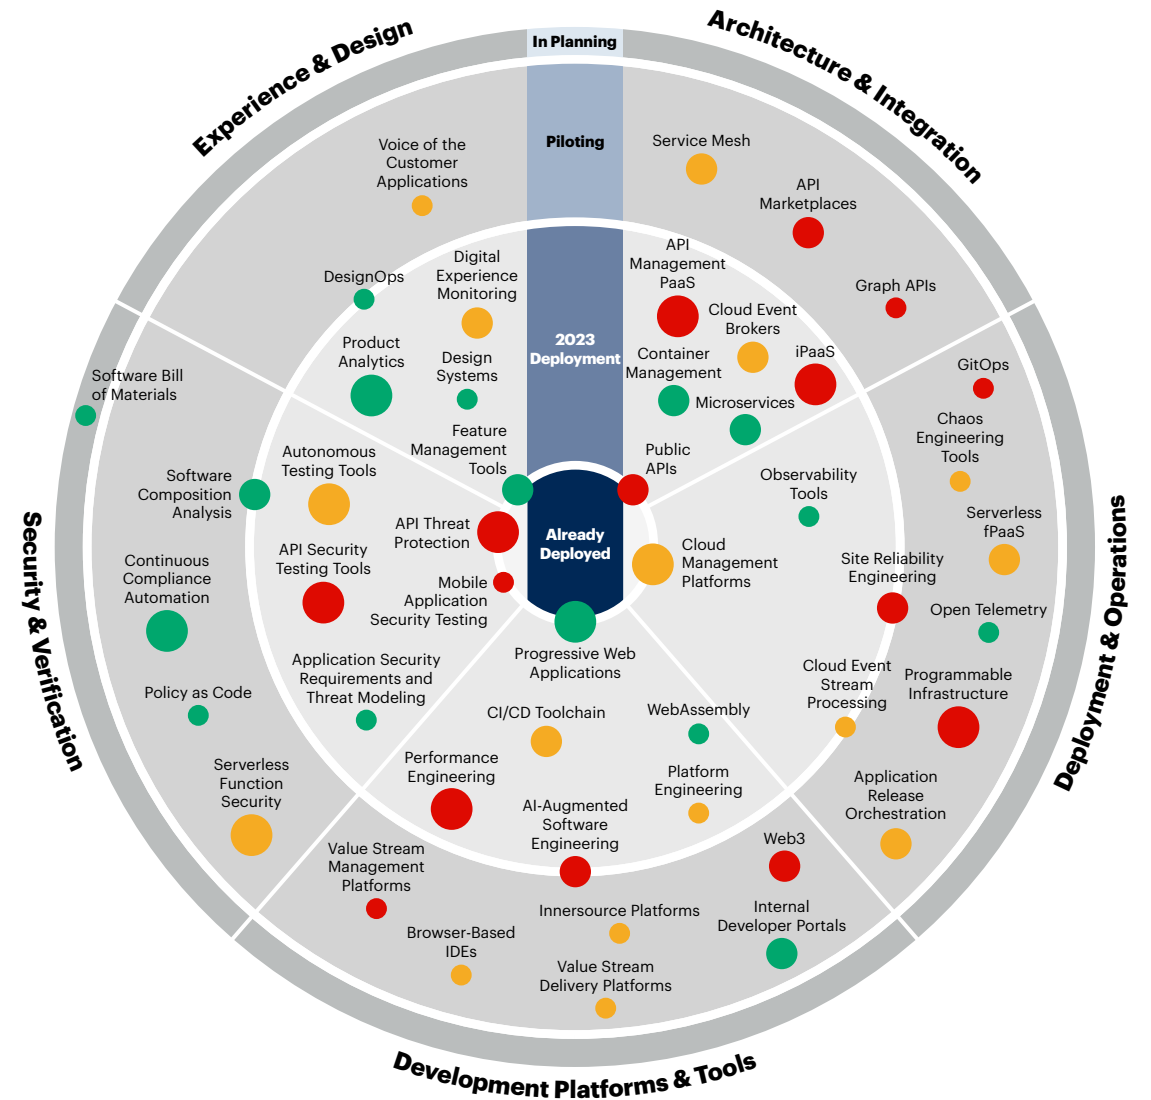 Experience & Design
Architecture & Integration
In Planning
Piloting
2023
Deployment
Already
Deployed
Voice of the
Customer
Applications
DesignOps
Digital
Experience
Monitoring
Product
Analytics
Design
Systems
Feature
Management
Tools
Service Mesh
API
Marketplaces
Graph APIs
API
Management
PaaS
Cloud Event
Brokers
iPaaS
Container
Management
Microservices
Public
APIs
Software Bill
of Materials
Software
Composition
Analysis
Autonomous
Testing Tools
API Threat
Protection
API Security
Testing Tools
Mobile
Application
Security Testing
Continuous
Compliance
Automation
Application Security
Requirements and
Threat Modeling
Policy as Code
Serverless
Function
Security
Security & Verification
GitOps
Chaos
Engineering
Tools
Observability
Tools
Serverless
fPaaS
Cloud
Management
Platforms
Site Reliability
Engineering
Open Telemetry
Cloud Event
Stream
Processing
Programmable
Infrastructure
Application
Release
Orchestration
Deployment & Operations
Progressive Web
Applications
CI/CD Toolchain
WebAssembly
Performance
Engineering
Platform
Engineering
AI-Augmented
Software
Engineering
Value Stream
Management
Platforms
Web3
Innersource Platforms
Internal
Developer Portals
Browser-Based
IDEs
Value Stream
Delivery Platforms
Development Platforms & Tools